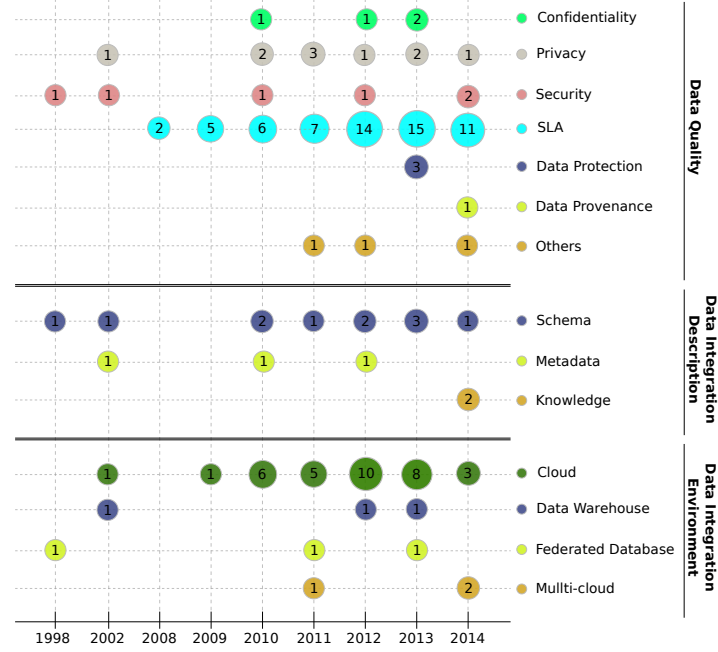 1 1 2 Confidentiality
1 2 3 1 2 1 Privacy
1 1 1 1 2 Security
2 5 6 7 14 15 11 SLA
3 Data Protection
1 Data Provenance
1 1 1 Others
Data Quality
1 1 2 1 2 3 1 Schema
1 1 1 Metadata
2 Knowledge
Data Integration
Description
1 1 6 5 10 8 3 Cloud
1 1 1 Data Warehouse
1 1 1 Federated Database
1 2 Mullti-cloud
Data Integration
Environment
1998 2002 2008 2009 2010 2011 2012 2013 2014